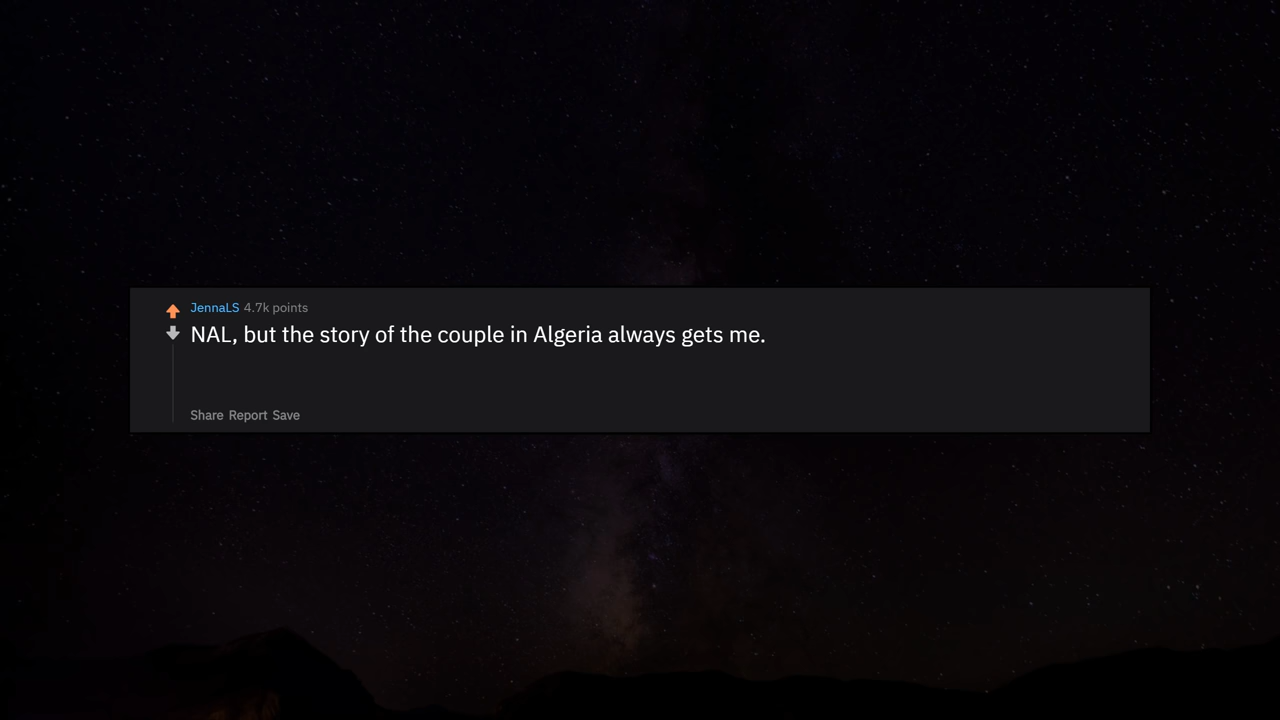 JennaLS 4.7k points
NAL, but the story of the couple in Algeria always gets me.
Share Report Save